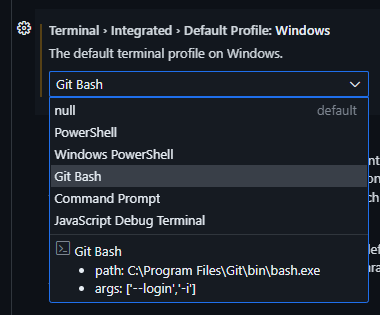 Terminal › Integrated › Default Profile: Windows
The default terminal profile on Windows.
Git Bash
null default
PowerShell
Windows PowerShell
Git Bash
Command Prompt
JavaScript Debug Terminal
Git Bash
• path: C:\Program Files\Git\bin\bash.exe
• args: ['--login','-i']